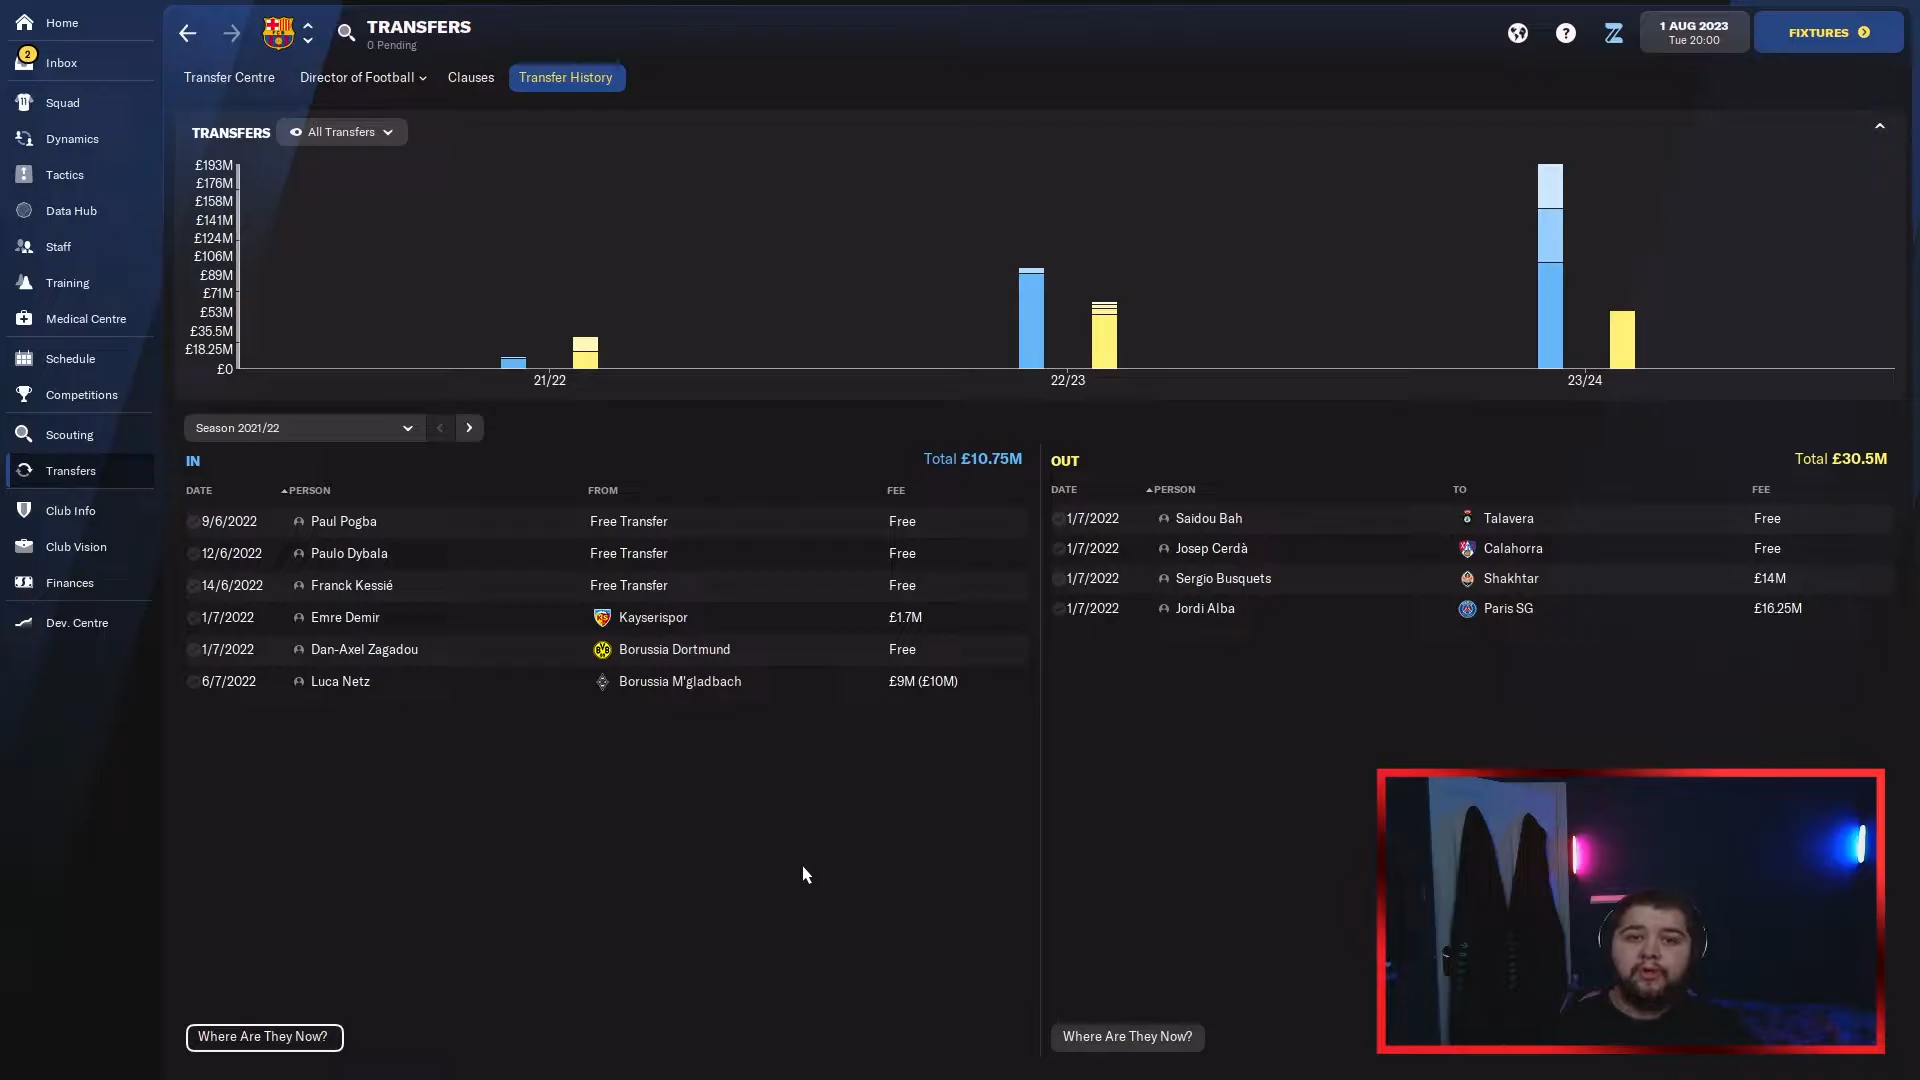 Home
2
Inbox
Squad
Dynamics
Tactics
Data Hub
Staff
Training
Medical Centre
Schedule
Competitions
Scouting
Transfers
Club Info
Club Vision
Finances
Dev. Centre
TRANSFERS
0 Pending
1 AUG 2023
Tue 20:00
FIXTURES
Transfer Centre
Director of Football
Clauses
Transfer History
TRANSFERS
All Transfers
£193M
£176M
£158M
£141M
£124M
£106M
£89M
£71M
£53M
£35.5M
£18.25M
£0
21/22
22/23
23/24
Season 2021/22
IN
Total £10.75M
DATE PERSON FROM FEE
9/6/2022 Paul Pogba Free Transfer Free
12/6/2022 Paulo Dybala Free Transfer Free
14/6/2022 Franck Kessié Free Transfer Free
1/7/2022 Emre Demir Kayserispor £1.7M
1/7/2022 Dan-Axel Zagadou Borussia Dortmund Free
6/7/2022 Luca Netz Borussia M'gladbach £9M (£10M)
Where Are They Now?
OUT
Total £30.5M
DATE PERSON TO FEE
1/7/2022 Saidou Bah Talavera Free
1/7/2022 Josep Cerdà Calahorra Free
1/7/2022 Sergio Busquets Shakhtar £14M
1/7/2022 Jordi Alba Paris SG £16.25M
Where Are They Now?